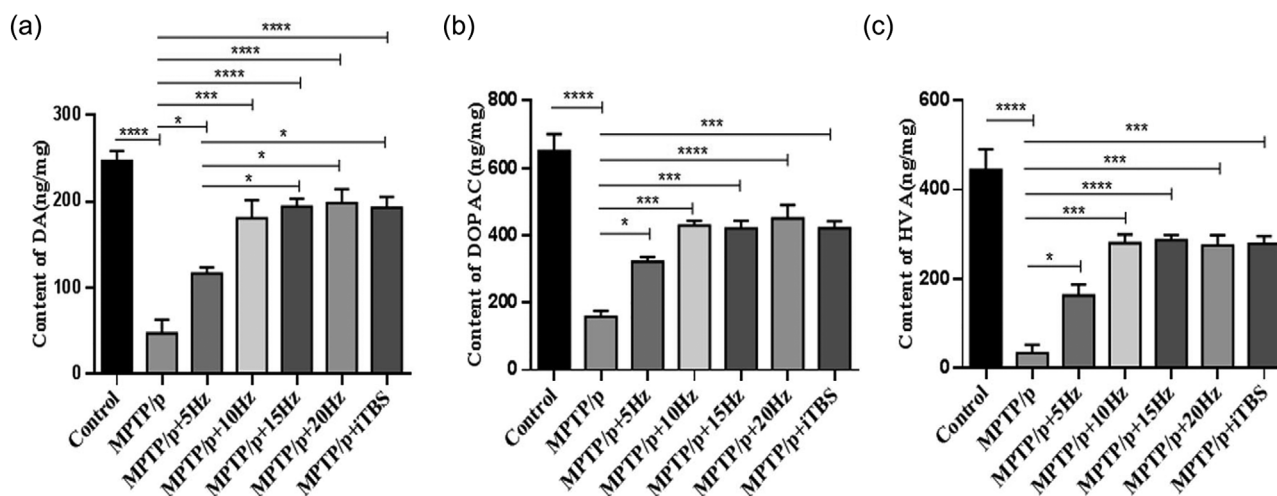 (a)
****
****
****
***
****
*
*
*
*
Content of DA(ng/mg)
300
200
100
0
Control
MPTP/p
MPTP/p+5Hz
MPTP/p+10Hz
MPTP/p+15Hz
MPTP/p+20Hz
MPTP/p+iTBS
(b)
****
***
****
***
***
*
Content of DOPAC(ng/mg)
800
600
400
200
0
Control
MPTP/p
MPTP/p+5Hz
MPTP/p+10Hz
MPTP/p+15Hz
MPTP/p+20Hz
MPTP/p+iTBS
(c)
****
***
***
****
***
*
Content of HVA(ng/mg)
600
400
200
0
Control
MPTP/p
MPTP/p+5Hz
MPTP/p+10Hz
MPTP/p+15Hz
MPTP/p+20Hz
MPTP/p+iTBS